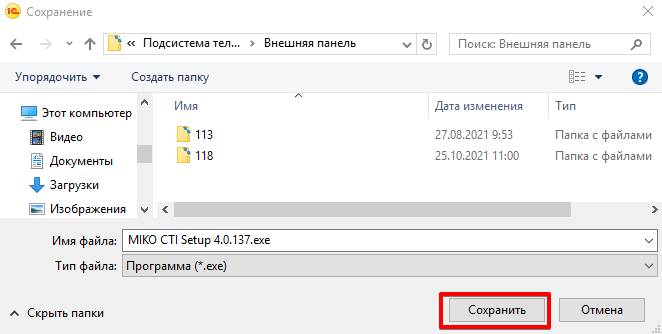 1С Сохранение
« Подсистема тел... > Внешняя панель
Поиск: Внешняя панель
Упорядочить Создать папку
Этот компьютер
Видео
Документы
Загрузки
Изображения
Имя Дата изменения Тип
113 27.08.2021 9:53 Папка с файлами
118 25.10.2021 11:00 Папка с файлами
Имя файла: MIKO CTI Setup 4.0.137.exe
Тип файла: Программа (*.exe)
Скрыть папки Сохранить Отмена